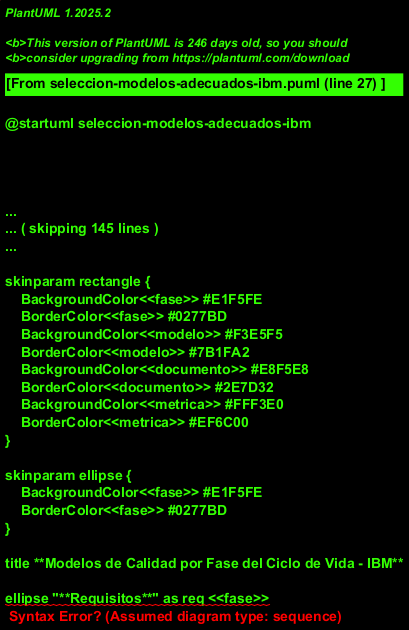 PlantUML 1.2025.2
<b>This version of PlantUML is 246 days old, so you should
<b>consider upgrading from https://plantuml.com/download
[From seleccion-modelos-adecuados-ibm.puml (line 27) ]
@startuml seleccion-modelos-adecuados-ibm
...
... ( skipping 145 lines )
...
skinparam rectangle {
    BackgroundColor<<fase>> #E1F5FE
    BorderColor<<fase>> #0277BD
    BackgroundColor<<modelo>> #F3E5F5
    BorderColor<<modelo>> #7B1FA2
    BackgroundColor<<documento>> #E8F5E8
    BorderColor<<documento>> #2E7D32
    BackgroundColor<<metrica>> #FFF3E0
    BorderColor<<metrica>> #EF6C00
}
skinparam ellipse {
    BackgroundColor<<fase>> #E1F5FE
    BorderColor<<fase>> #0277BD
}
title **Modelos de Calidad por Fase del Ciclo de Vida - IBM**
ellipse "**Requisitos**" as req <<fase>>
Syntax Error? (Assumed diagram type: sequence)